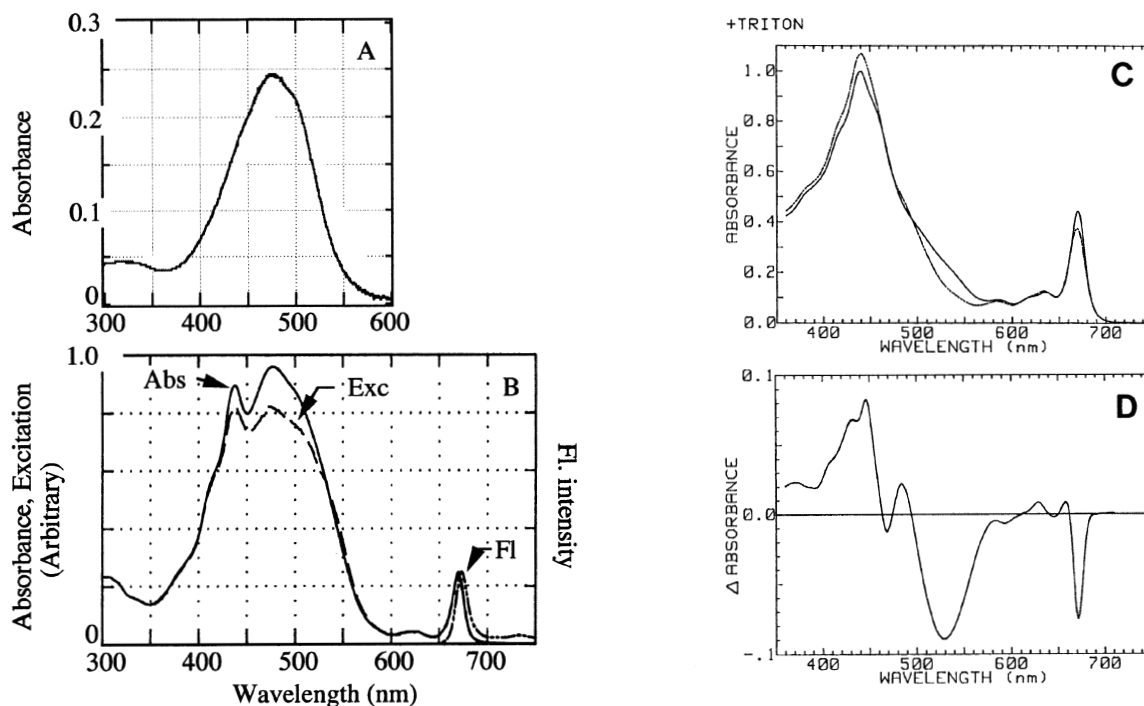 0.3
A
0.2
0.1
0
Absorbance
300 400 500 600
1.0
Abs
Exc
B
Fl
0
300 400 500 600 700
Wavelength (nm)
Absorbance, Excitation
(Arbitrary)
Fl. intensity
+TRITON
C
1.0
0.8
0.6
0.4
0.2
0.0
ABSORBANCE
400 500 600 700
WAVELENGTH (nm)
0.1
D
0.0
-.1
Δ ABSORBANCE
400 500 600 700
WAVELENGTH (nm)